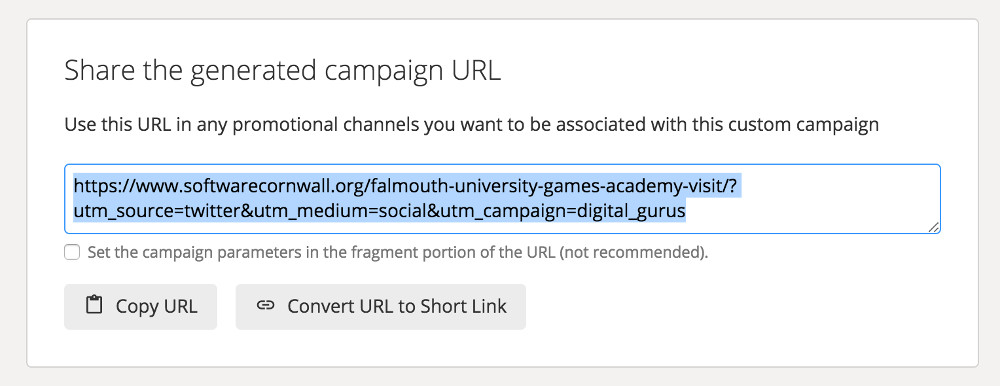 Share the generated campaign URL
Use this URL in any promotional channels you want to be associated with this custom campaign
https://www.softwarecornwall.org/falmouth-university-games-academy-visit/?
utm_source=twitter&utm_medium=social&utm_campaign=digital_gurus
Set the campaign parameters in the fragment portion of the URL (not recommended).
Copy URL
Convert URL to Short Link